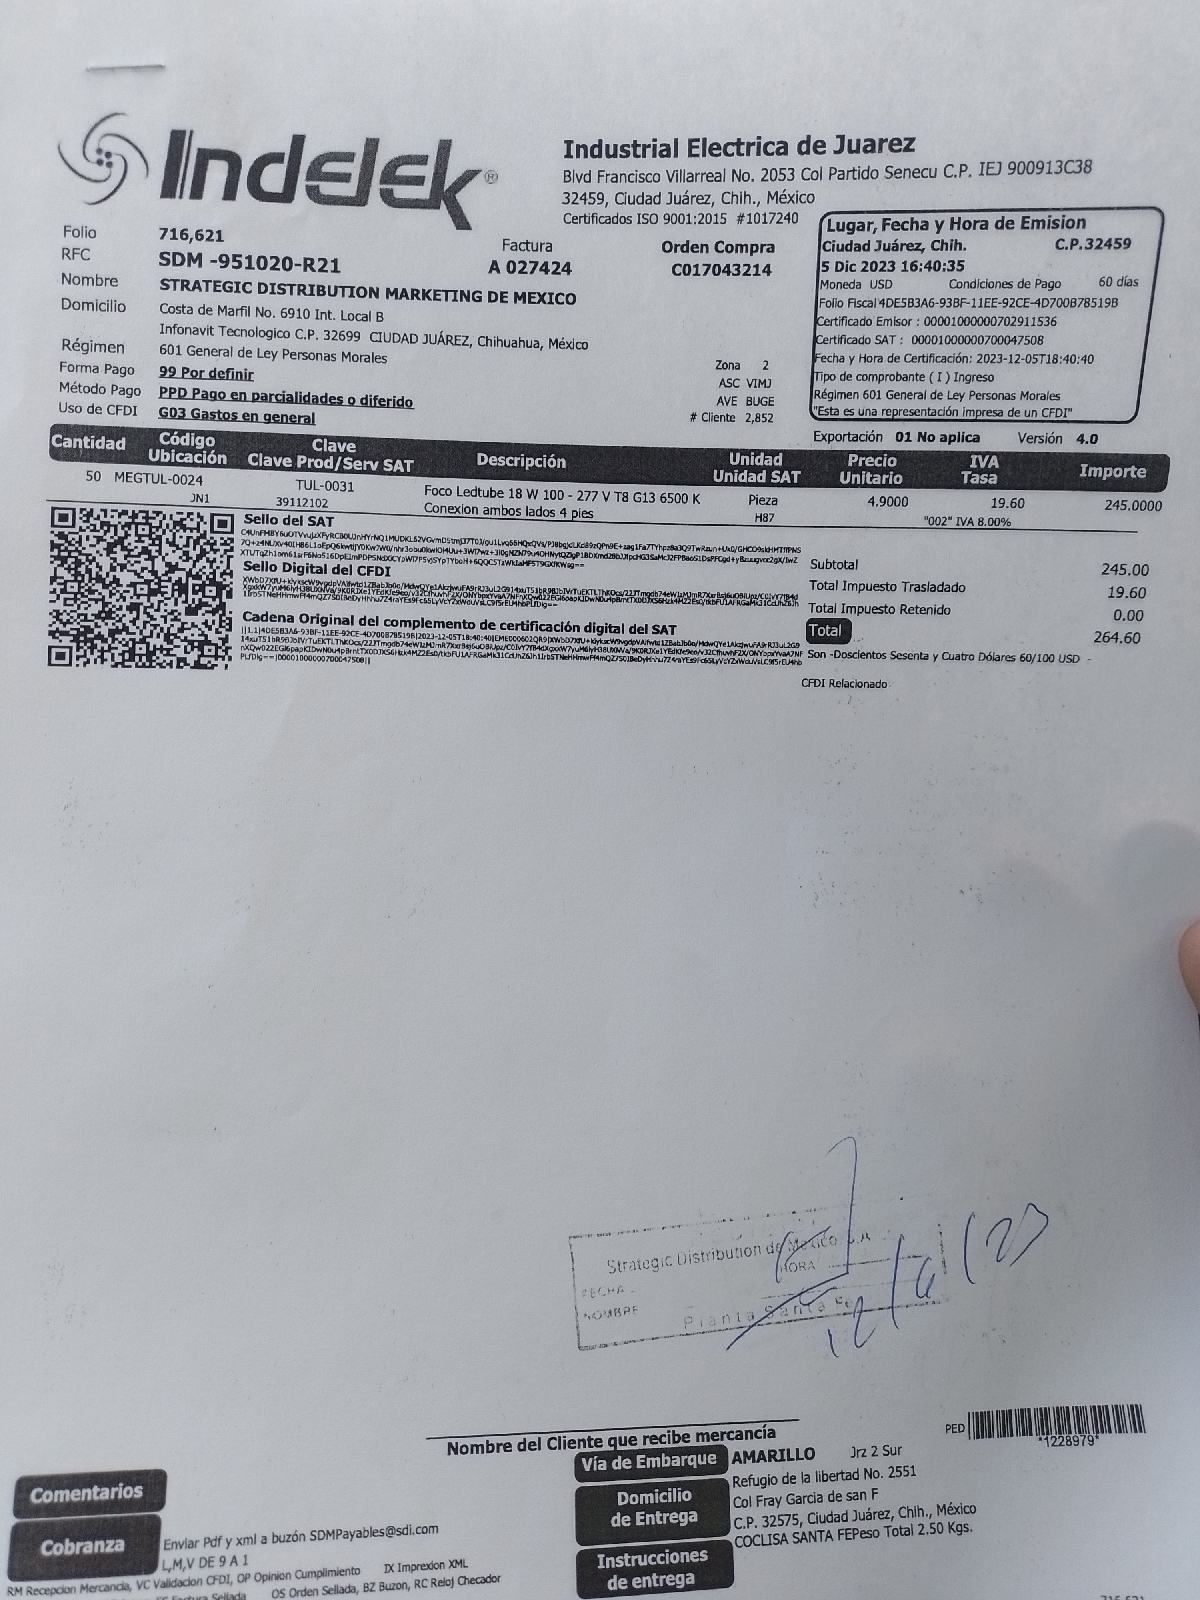 Indelek®
Industrial Electrica de Juarez
Blvd Francisco Villarreal No. 2053 Col Partido Senecu C.P. IEJ 900913C38
32459, Ciudad Juárez, Chih., México
Certificados ISO 9001:2015 #1017240
Folio 716,621
RFC SDM -951020-R21
Factura
A 027424
Orden Compra
C017043214
Nombre STRATEGIC DISTRIBUTION MARKETING DE MEXICO
Domicilio Costa de Marfil No. 6910 Int. Local B
Infonavit Tecnologico C.P. 32699 CIUDAD JUÁREZ, Chihuahua, México
Régimen 601 General de Ley Personas Morales
Forma Pago 99 Por definir
Método Pago PPD Pago en parcialidades o diferido
Uso de CFDI G03 Gastos en general
Zona 2
ASC VIMJ
AVE BUGE
# Cliente 2,852
Lugar, Fecha y Hora de Emision
Ciudad Juárez, Chih. C.P.32459
5 Dic 2023 16:40:35
Moneda USD Condiciones de Pago 60 días
Folio Fiscal 4DE5B3A6-93BF-11EE-92CE-4D700B78519B
Certificado Emisor : 00001000000702911536
Certificado SAT : 00001000000700047508
Fecha y Hora de Certificación: 2023-12-05T18:40:40
Tipo de comprobante ( I ) Ingreso
Régimen 601 General de Ley Personas Morales
"Esta es una representación impresa de un CFDI"
Exportación 01 No aplica Versión 4.0
Cantidad Código Ubicación Clave Clave Prod/Serv SAT Descripción Unidad Unidad SAT Precio Unitario IVA Tasa Importe
50 MEGTUL-0024 TUL-0031 Foco Ledtube 18 W 100 - 277 V T8 G13 6500 K Pieza 4.9000 19.60 245.0000
JN1 39112102 Conexion ambos lados 4 pies H87 "002" IVA 8.00%
Sello del SAT
Sello Digital del CFDI
Cadena Original del complemento de certificación digital del SAT
Subtotal 245.00
Total Impuesto Trasladado 19.60
Total Impuesto Retenido 0.00
Total 264.60
Son -Doscientos Sesenta y Cuatro Dólares 60/100 USD -
CFDI Relacionado
Strategic Distribution de Mexico S.A
FECHA HORA
NOMBRE
Planta Santa Fe
12/6/23
Nombre del Cliente que recibe mercancía
PED *1228979*
Vía de Embarque AMARILLO Jrz 2 Sur
Domicilio de Entrega
Refugio de la libertad No. 2551
Col Fray Garcia de san F
C.P. 32575, Ciudad Juárez, Chih., México
COCLISA SANTA FEPeso Total 2.50 Kgs.
Instrucciones de entrega
Comentarios
Cobranza
Enviar Pdf y xml a buzón SDMPayables@sdi.com
L,M,V DE 9 A 1
RM Recepcion Mercancia, VC Validacion CFDI, OP Opinion Cumplimiento IX Impresion XML
Factura Sellada OS Orden Sellada, BZ Buzon, RC Reloj Checador